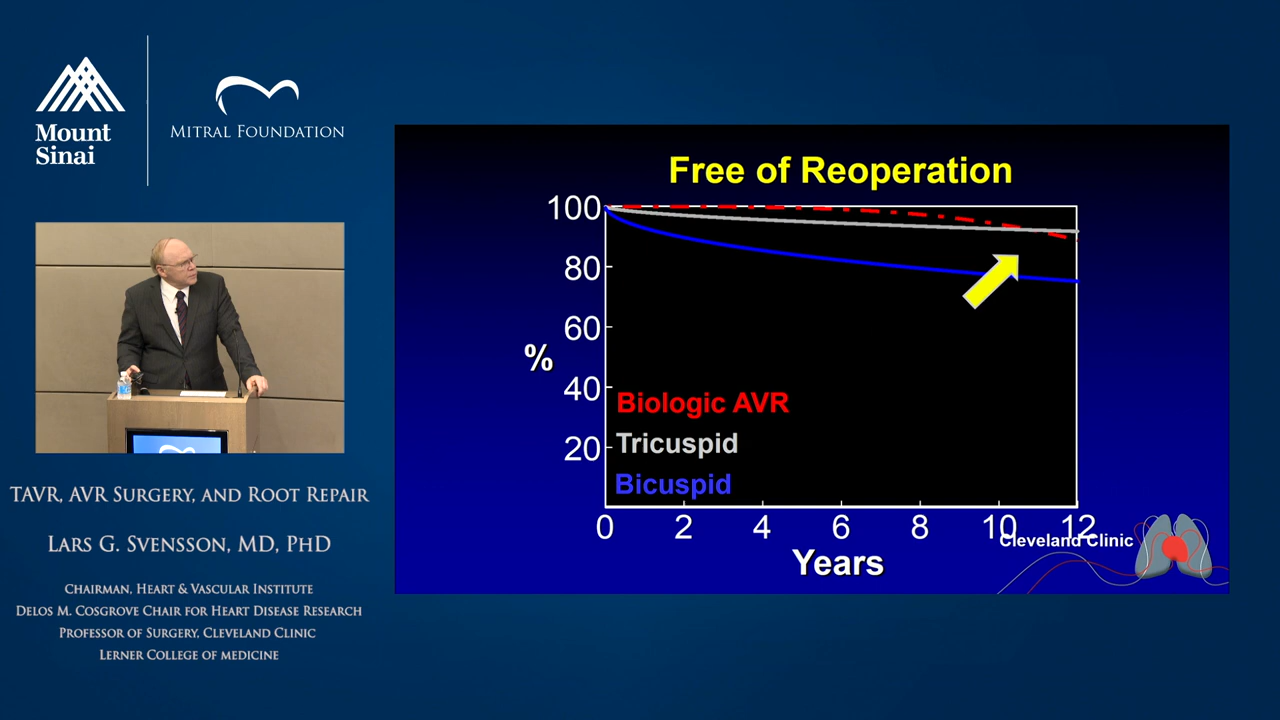 Mount
Sinai
MITRAL FOUNDATION
TAVR, AVR SURGERY, AND ROOT REPAIR
LARS G. SVENSSON, MD, PHD
CHAIRMAN, HEART & VASCULAR INSTITUTE
DELOS M. COSGROVE CHAIR FOR HEART DISEASE RESEARCH
PROFESSOR OF SURGERY, CLEVELAND CLINIC
LERNER COLLEGE OF MEDICINE
Free of Reoperation
100
80
60
%
40
20
Biologic AVR
Tricuspid
Bicuspid
0 2 4 6 8 10 12
Years
Cleveland Clinic